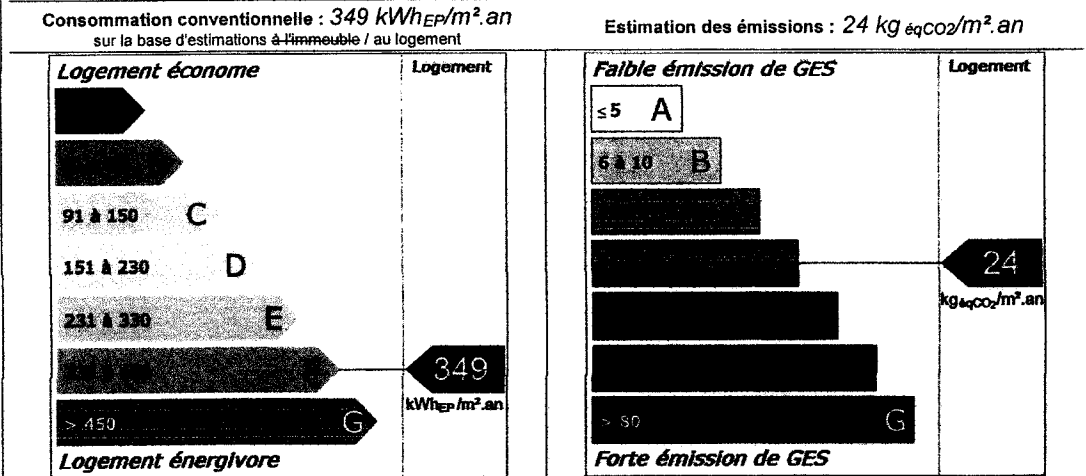 Consommation conventionnelle : 349 kWhEP/m².an
sur la base d'estimations à l'immeuble / au logement
Logement économe
Logement
91 à 150 C
151 à 230 D
231 à 330 E
349
kWhEP/m².an
> 450 G
Logement énergivore
Estimation des émissions : 24 kg éqCO2/m².an
Faible émission de GES
Logement
≤ 5 A
6 à 10 B
24
kgéqCO2/m².an
> 80 G
Forte émission de GES